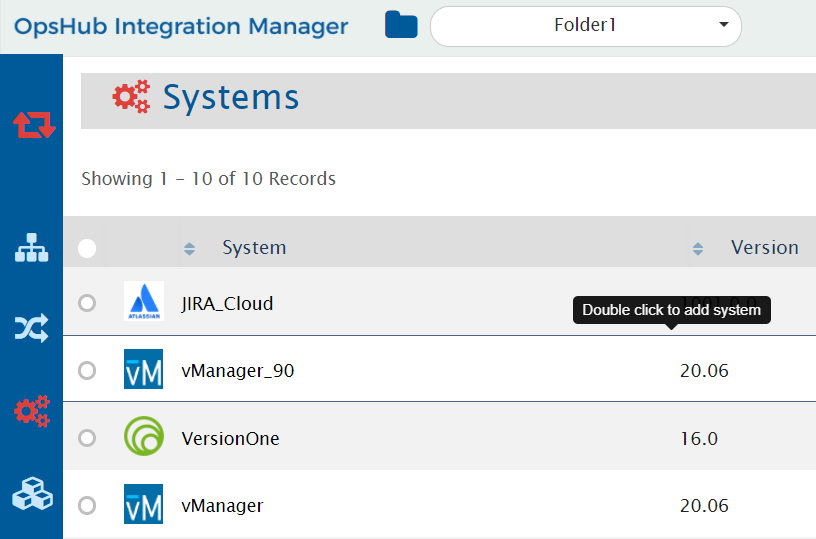 OpsHub Integration Manager Folder1
Systems
Showing 1 - 10 of 10 Records
System Version
ATLASSIAN JIRA_Cloud
Double click to add system
vM vManager_90 20.06
VersionOne 16.0
vM vManager 20.06